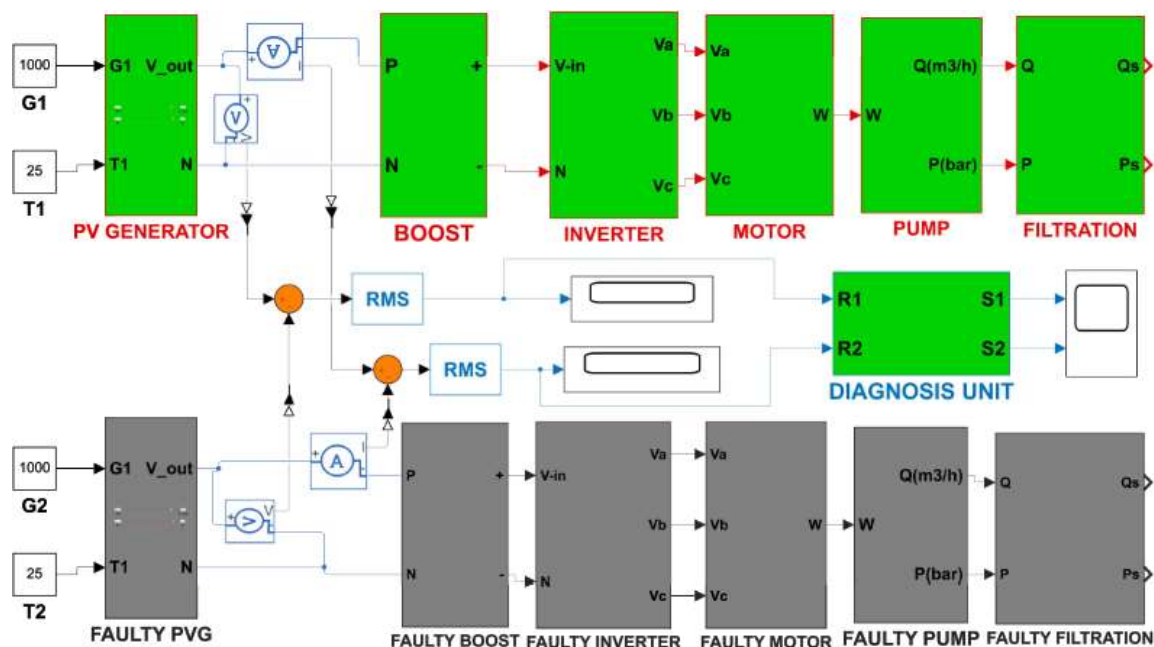 1000
G1
25
T1
G1
V_out
T1
N
PV GENERATOR
A
+
I
V
+
V
P
+
N
-
BOOST
V-in
N
Va
Vb
Vc
INVERTER
Va
Vb
Vc
W
MOTOR
W
Q(m3/h)
P(bar)
PUMP
Q
P
Qs
Ps
FILTRATION
RMS
RMS
R1
R2
S1
S2
DIAGNOSIS UNIT
1000
G2
25
T2
G1
V_out
T1
N
FAULTY PVG
A
+
I
V
+
V
P
+
N
-
FAULTY BOOST
V-in
N
Va
Vb
Vc
FAULTY INVERTER
Va
Vb
Vc
W
FAULTY MOTOR
W
Q(m3/h)
P(bar)
FAULTY PUMP
Q
P
Qs
Ps
FAULTY FILTRATION